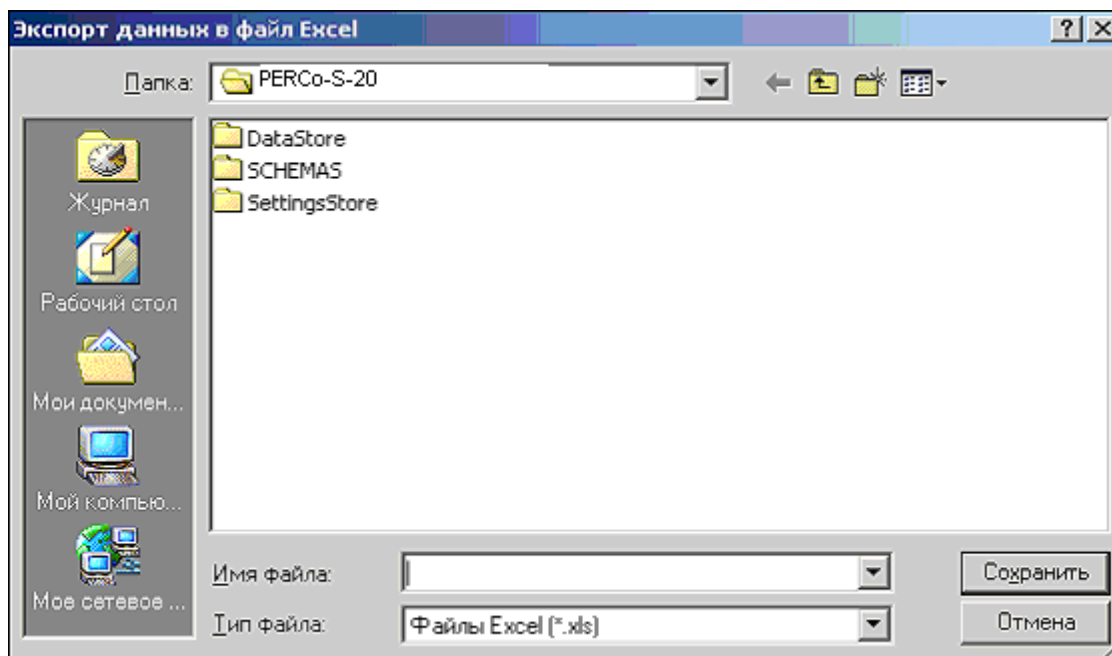 Экспорт данных в файл Excel
Папка: PERCo-S-20
DataStore
SCHEMAS
SettingsStore
Журнал
Рабочий стол
Мои докумен...
Мой компью...
Мое сетевое ...
Имя файла:
Сохранить
Тип файла: Файлы Excel (*.xls)
Отмена